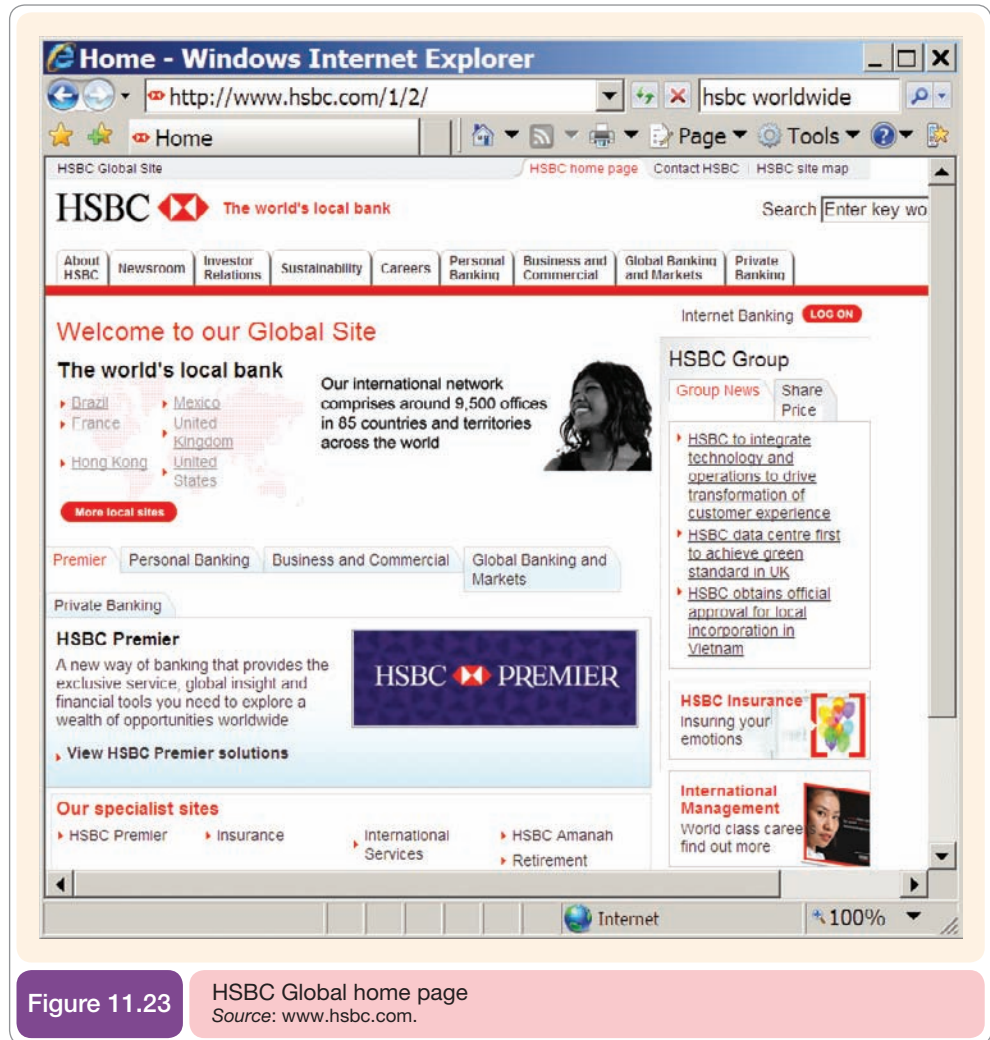 Home - Windows Internet Explorer
http://www.hsbc.com/1/2/
hsbc worldwide
Home
Page
Tools
HSBC Global Site
HSBC home page
Contact HSBC
HSBC site map
HSBC
The world's local bank
Search
Enter key wo
About
HSBC
Newsroom
Investor
Relations
Sustainability
Careers
Personal
Banking
Business and
Commercial
Global Banking
and Markets
Private
Banking
Internet Banking
LOG ON
Welcome to our Global Site
The world's local bank
Brazil
Mexico
France
United
Kingdom
Hong Kong
United
States
More local sites
Our international network
comprises around 9,500 offices
in 85 countries and territories
across the world
HSBC Group
Group News
Share
Price
HSBC to integrate
technology and
operations to drive
transformation of
customer experience
HSBC data centre first
to achieve green
standard in UK
HSBC obtains official
approval for local
incorporation in
Vietnam
Premier
Personal Banking
Business and Commercial
Global Banking and
Markets
Private Banking
HSBC Premier
A new way of banking that provides the
exclusive service, global insight and
financial tools you need to explore a
wealth of opportunities worldwide
View HSBC Premier solutions
HSBC PREMIER
HSBC Insurance
Insuring your
emotions
International
Management
World class caree
find out more
Our specialist sites
HSBC Premier
Insurance
International
Services
HSBC Amanah
Retirement
Internet
100%
Figure 11.23
HSBC Global home page
Source: www.hsbc.com.